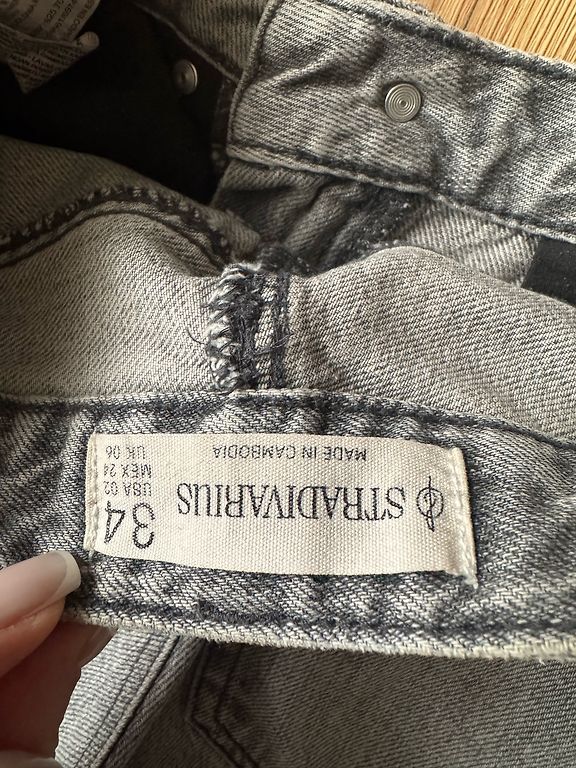 STRADIVARIUS
MADE IN CAMBODIA
34
USA 02
MEX 24
UK 06